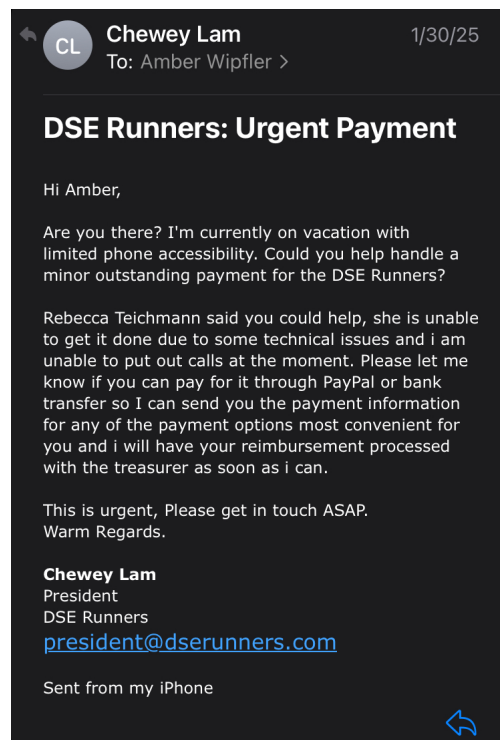 CL
Chewey Lam
1/30/25
To: Amber Wipfler >
DSE Runners: Urgent Payment
Hi Amber,
Are you there? I'm currently on vacation with
limited phone accessibility. Could you help handle a
minor outstanding payment for the DSE Runners?
Rebecca Teichmann said you could help, she is unable
to get it done due to some technical issues and i am
unable to put out calls at the moment. Please let me
know if you can pay for it through PayPal or bank
transfer so I can send you the payment information
for any of the payment options most convenient for
you and i will have your reimbursement processed
with the treasurer as soon as i can.
This is urgent, Please get in touch ASAP.
Warm Regards.
Chewey Lam
President
DSE Runners
president@dserunners.com
Sent from my iPhone